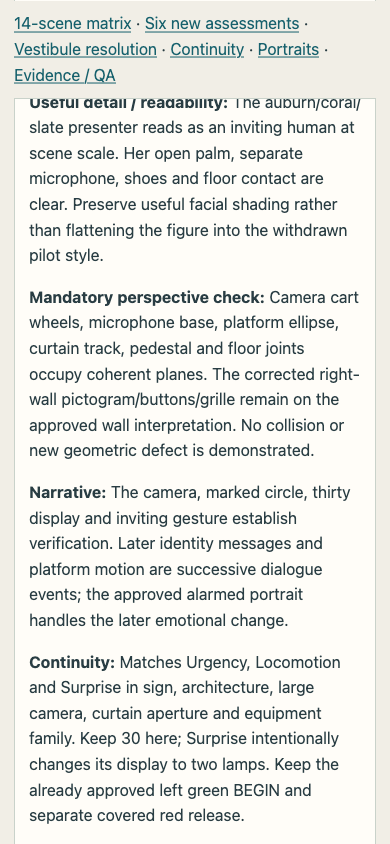 14-scene matrix · Six new assessments ·
Vestibule resolution · Continuity · Portraits ·
Evidence / QA
Useful detail / readability: The auburn/coral/
slate presenter reads as an inviting human at
scene scale. Her open palm, separate
microphone, shoes and floor contact are
clear. Preserve useful facial shading rather
than flattening the figure into the withdrawn
pilot style.
Mandatory perspective check: Camera cart
wheels, microphone base, platform ellipse,
curtain track, pedestal and floor joints
occupy coherent planes. The corrected right-
wall pictogram/buttons/grille remain on the
approved wall interpretation. No collision or
new geometric defect is demonstrated.
Narrative: The camera, marked circle, thirty
display and inviting gesture establish
verification. Later identity messages and
platform motion are successive dialogue
events; the approved alarmed portrait
handles the later emotional change.
Continuity: Matches Urgency, Locomotion
and Surprise in sign, architecture, large
camera, curtain aperture and equipment
family. Keep 30 here; Surprise intentionally
changes its display to two lamps. Keep the
already approved left green BEGIN and
separate covered red release.